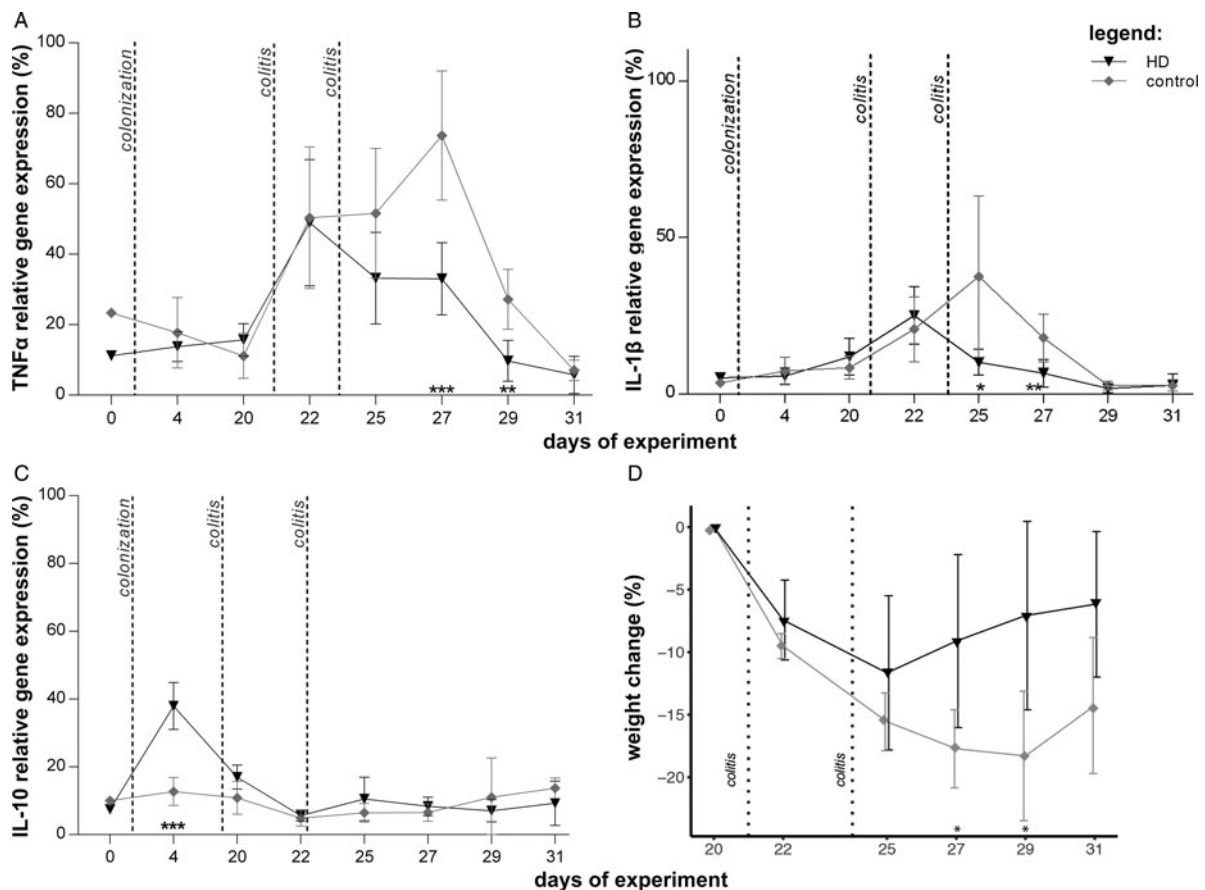 A
TNFα relative gene expression (%)
100
80
60
40
20
0
colonization
colitis
colitis
***
**
0 4 20 22 25 27 29 31
B
IL-1β relative gene expression (%)
100
50
0
colonization
colitis
colitis
*
**
0 4 20 22 25 27 29 31
legend:
HD
control
days of experiment
C
IL-10 relative gene expression (%)
100
80
60
40
20
0
colonization
colitis
colitis
***
0 4 20 22 25 27 29 31
D
weight change (%)
0
−5
−10
−15
−20
colitis
colitis
*
*
20 22 25 27 29 31
days of experiment